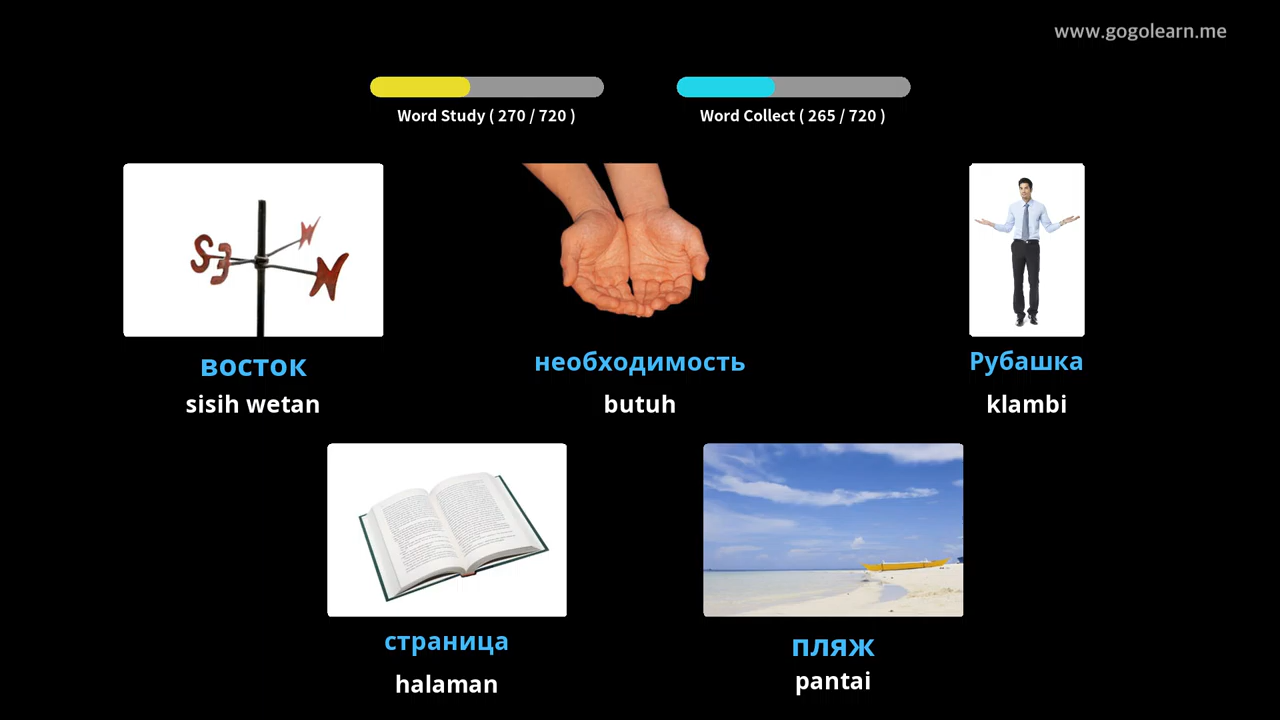 www.gogolearn.me
Word Study ( 270 / 720 )
Word Collect ( 265 / 720 )
восток
необходимость
Рубашка
sisih wetan
butuh
klambi
страница
пляж
halaman
pantai